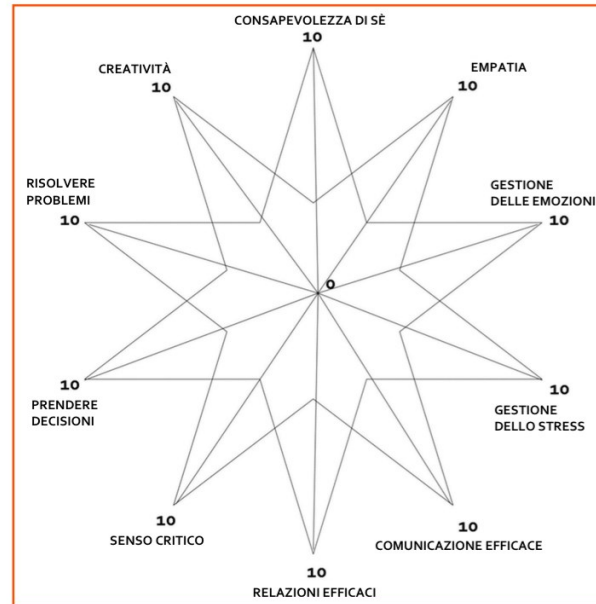 CONSAPEVOLEZZA DI SÈ
10
CREATIVITÀ
10
EMPATIA
10
RISOLVERE
PROBLEMI
10
GESTIONE
DELLE EMOZIONI
10
0
10
PRENDERE
DECISIONI
10
GESTIONE
DELLO STRESS
10
SENSO CRITICO
10
COMUNICAZIONE EFFICACE
10
RELAZIONI EFFICACI